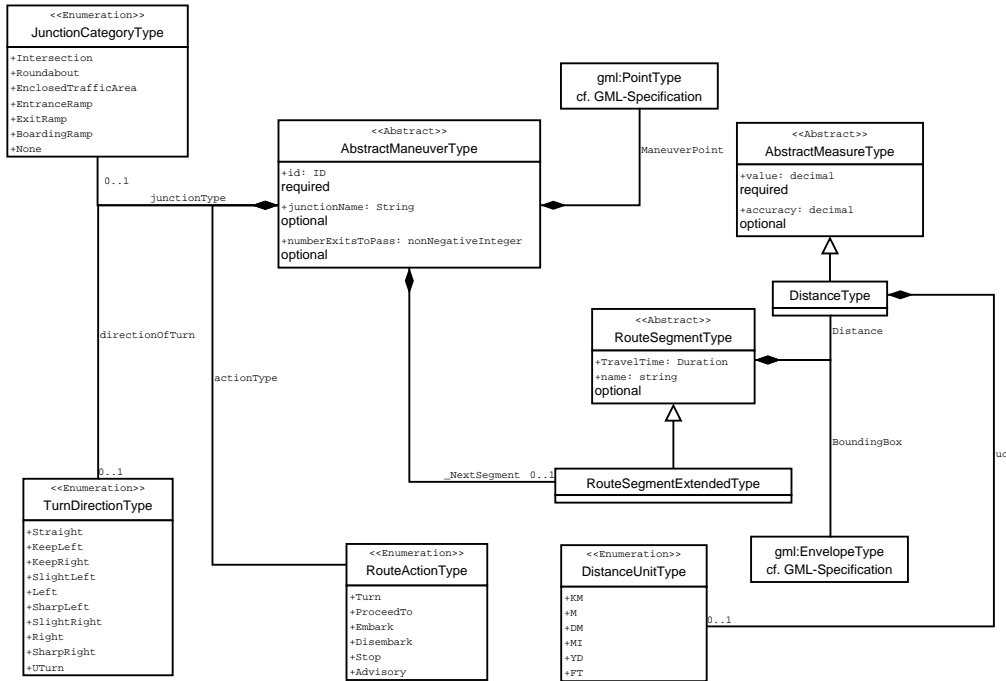 <<Enumeration>>
JunctionCategoryType
+Intersection
+Roundabout
+EnclosedTrafficArea
+EntranceRamp
+ExitRamp
+BoardingRamp
+None
0..1
junctionType
<<Abstract>>
AbstractManeuverType
+id: ID
required
+junctionName: String
optional
+numberExitsToPass: nonNegativeInteger
optional
gml:PointType
cf. GML-Specification
ManeuverPoint
<<Abstract>>
AbstractMeasureType
+value: decimal
required
+accuracy: decimal
optional
DistanceType
Distance
<<Abstract>>
RouteSegmentType
+TravelTime: Duration
+name: string
optional
directionOfTurn
actionType
BoundingBox
_NextSegment 0..1
RouteSegmentExtendedType
0..1
<<Enumeration>>
TurnDirectionType
+Straight
+KeepLeft
+KeepRight
+SlightLeft
+Left
+SharpLeft
+SlightRight
+Right
+SharpRight
+UTurn
<<Enumeration>>
RouteActionType
+Turn
+ProceedTo
+Embark
+Disembark
+Stop
+Advisory
<<Enumeration>>
DistanceUnitType
+KM
+M
+DM
+MI
+YD
+FT
gml:EnvelopeType
cf. GML-Specification
0..1